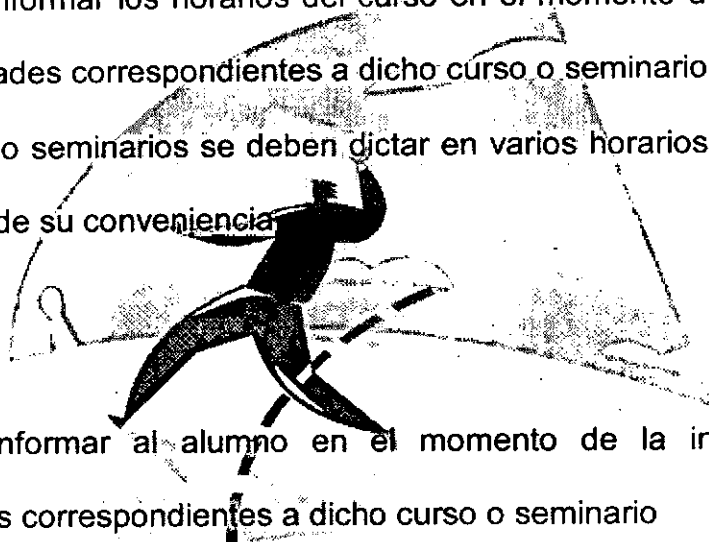 nformar los horarios del curso en el momento d
ades correspondientes a dicho curso o seminario
o seminarios se deben dictar en varios horarios
de su conveniencia
nformar al alumno en el momento de la in
s correspondientes a dicho curso o seminario